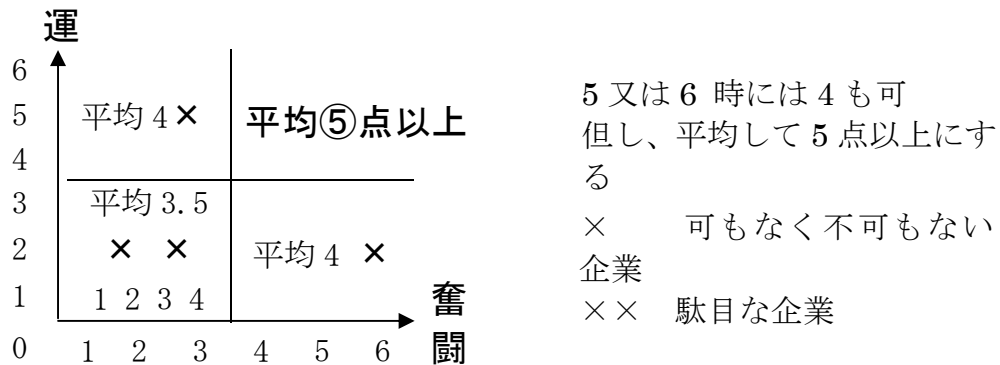 運
6
5
4
3
2
1
0
平均 4 ×
平均⑤点以上
平均 3.5
× ×
1 2 3 4
平均 4 ×
1 2 3 4 5 6
奮
闘
5 又は 6 時には 4 も可
但し、平均して 5 点以上にす
る
× 可もなく不可もない
企業
×× 駄目な企業